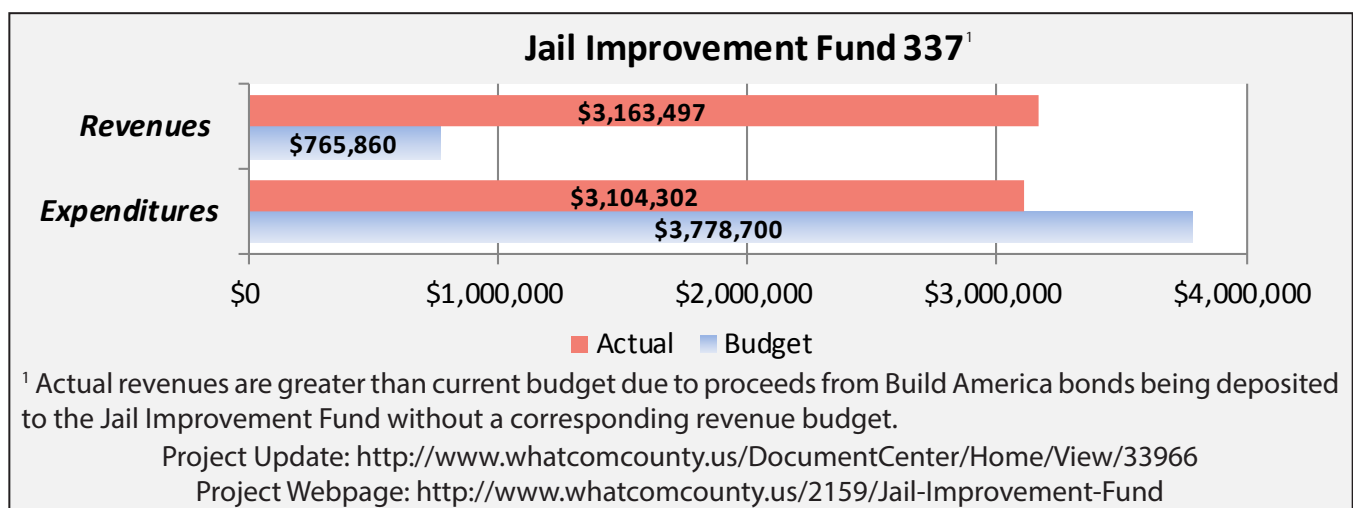 Jail Improvement Fund 337¹
Revenues
$3,163,497
$765,860
Expenditures
$3,104,302
$3,778,700
$0 $1,000,000 $2,000,000 $3,000,000 $4,000,000
Actual Budget
¹ Actual revenues are greater than current budget due to proceeds from Build America bonds being deposited
to the Jail Improvement Fund without a corresponding revenue budget.
Project Update: http://www.whatcomcounty.us/DocumentCenter/Home/View/33966
Project Webpage: http://www.whatcomcounty.us/2159/Jail-Improvement-Fund